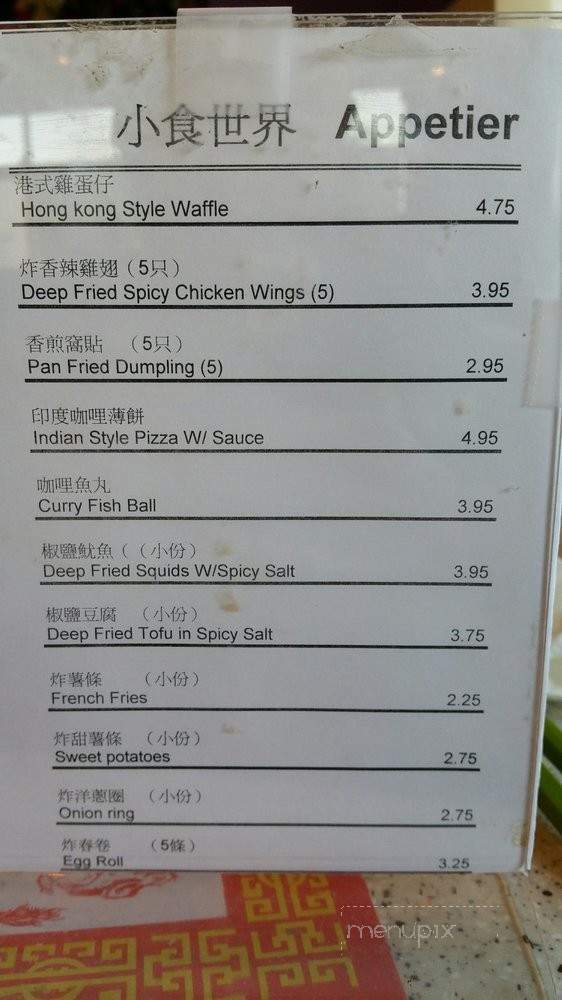 小食世界 Appetier
港式雞蛋仔
Hong kong Style Waffle 4.75
炸香辣雞翅（5只）
Deep Fried Spicy Chicken Wings (5) 3.95
香煎窩貼 （5只）
Pan Fried Dumpling (5) 2.95
印度咖哩薄餅
Indian Style Pizza W/ Sauce 4.95
咖哩魚丸
Curry Fish Ball 3.95
椒鹽魷魚（（小份）
Deep Fried Squids W/Spicy Salt 3.95
椒鹽豆腐 （小份）
Deep Fried Tofu in Spicy Salt 3.75
炸薯條 （小份）
French Fries 2.25
炸甜薯條 （小份）
Sweet potatoes 2.75
炸洋蔥圈 （小份）
Onion ring 2.75
炸春卷 （5條）
Egg Roll 3.25
menupix